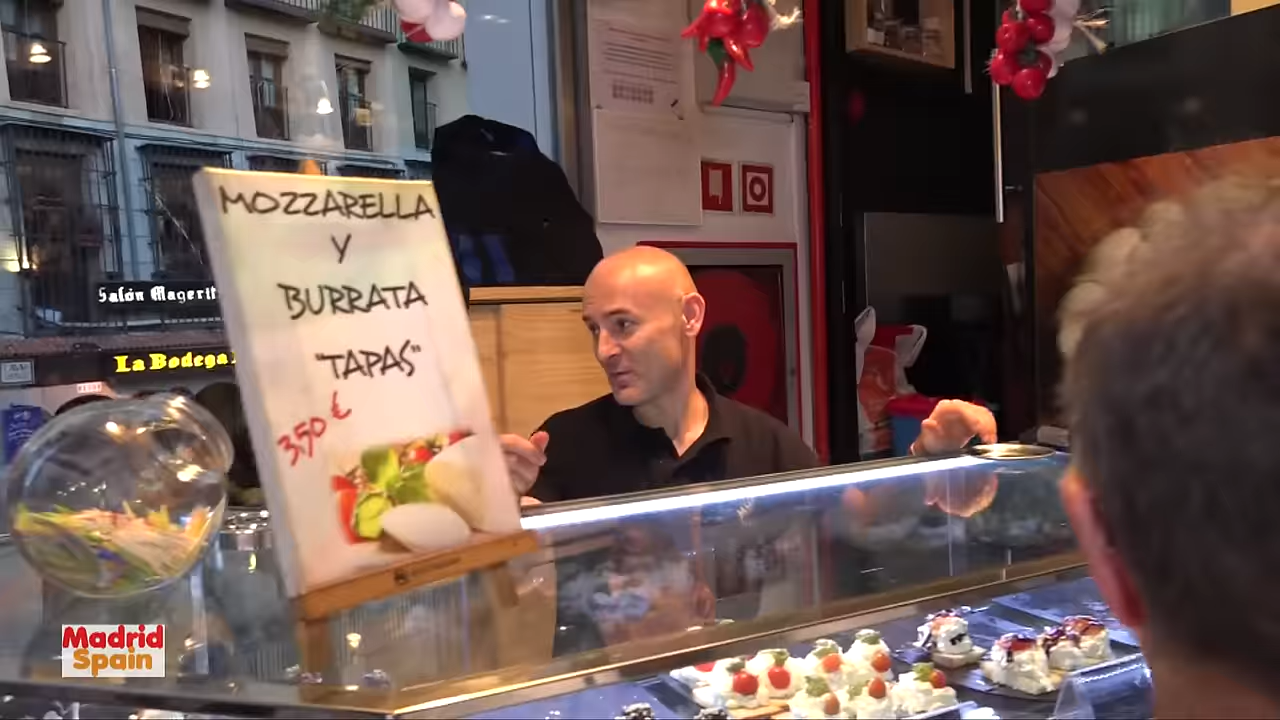 MOZZARELLA
Y
BURRATA
"TAPAS"
3,50 €
Salón Magerit
La Bodega
Madrid
Spain